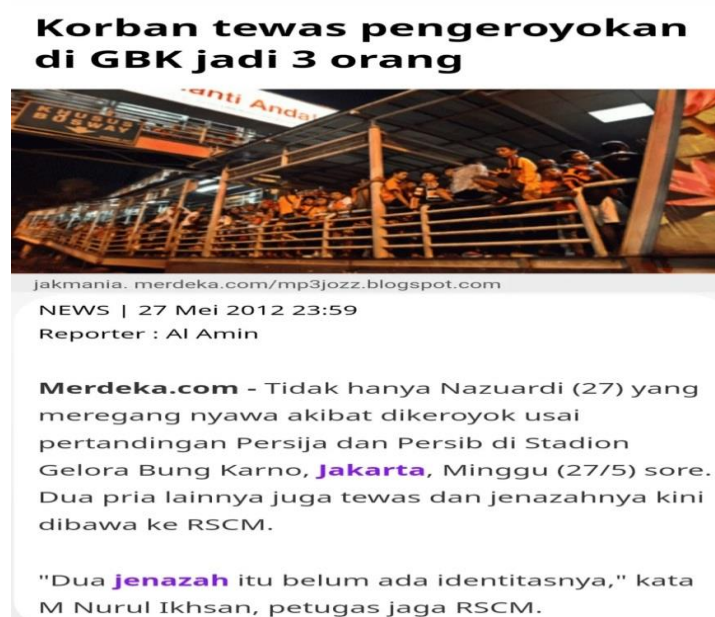 Korban tewas pengeroyokan
di GBK jadi 3 orang
anti Anda
KHUSUS
BUSWAY
jakmania. merdeka.com/mp3jozz.blogspot.com
NEWS | 27 Mei 2012 23:59
Reporter : Al Amin
Merdeka.com - Tidak hanya Nazuardi (27) yang
meregang nyawa akibat dikeroyok usai
pertandingan Persija dan Persib di Stadion
Gelora Bung Karno, Jakarta, Minggu (27/5) sore.
Dua pria lainnya juga tewas dan jenazahnya kini
dibawa ke RSCM.
"Dua jenazah itu belum ada identitasnya," kata
M Nurul Ikhsan, petugas jaga RSCM.